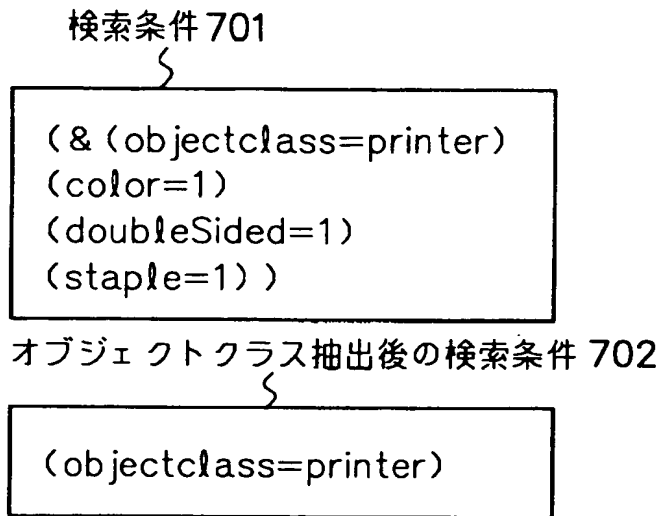 検索条件 701
(& (objectclass=printer)
(color=1)
(doubleSided=1)
(staple=1) )
オブジェクトクラス抽出後の検索条件 702
(objectclass=printer)